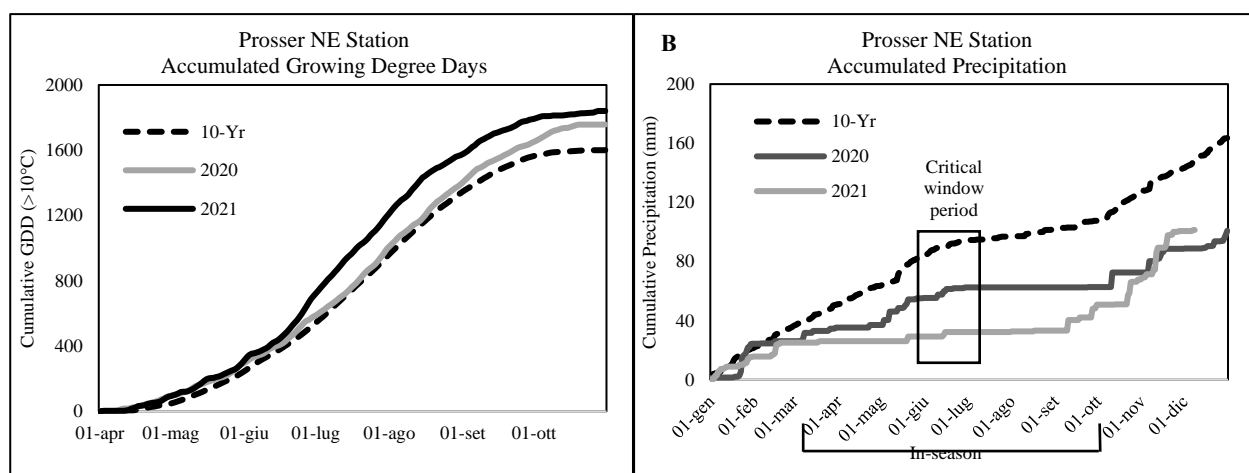 Prosser NE Station
Accumulated Growing Degree Days
2000
1600
1200
800
400
0
Cumulative GDD (>10°C)
10-Yr
2020
2021
01-apr
01-mag
01-giu
01-lug
01-ago
01-set
01-ott
B
Prosser NE Station
Accumulated Precipitation
200
160
120
80
40
0
Cumulative Precipitation (mm)
10-Yr
2020
2021
Critical
window
period
01-gen
01-feb
01-mar
01-apr
01-mag
01-giu
01-lug
01-ago
01-set
01-ott
01-nov
01-dic
In-season